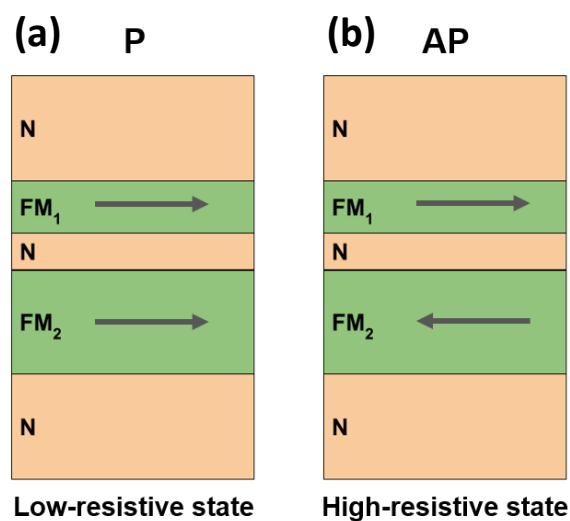 (a) P
N
FM₁
N
FM₂
N
Low-resistive state
(b) AP
N
FM₁
N
FM₂
N
High-resistive state